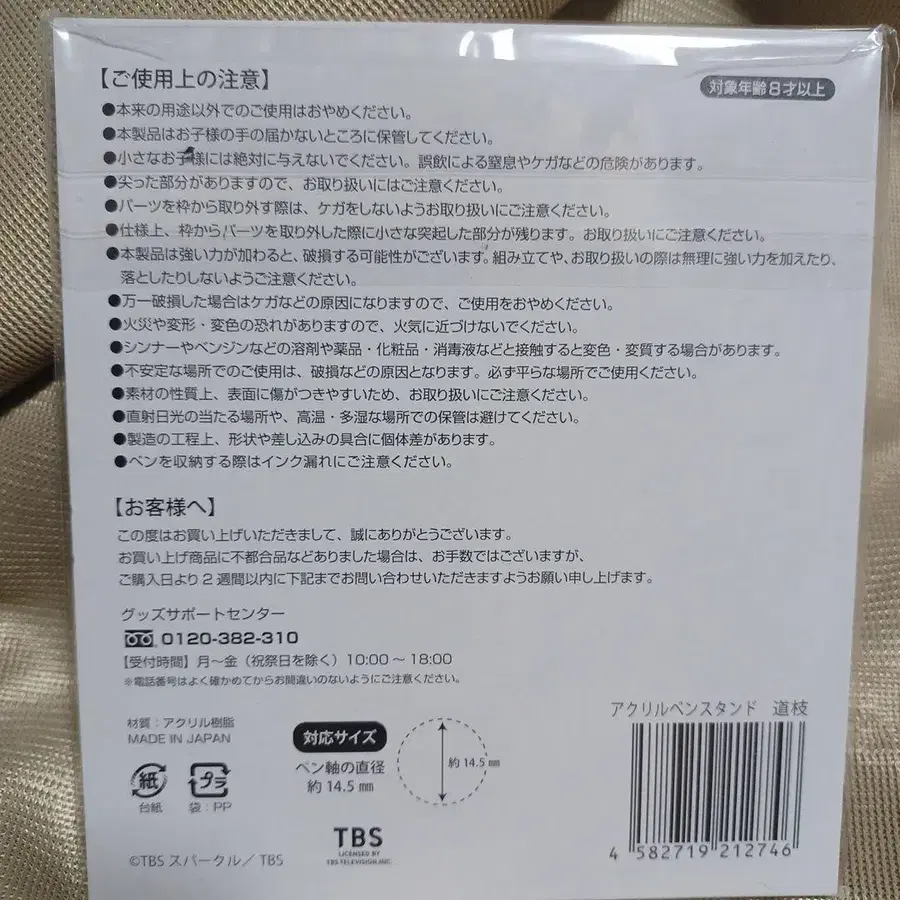 【ご使用上の注意】
対象年齢8才以上
●本来の用途以外でのご使用はおやめください。
●本製品はお子様の手の届かないところに保管してください。
●小さなお子様には絶対に与えないでください。誤飲による窒息やケガなどの危険があります。
●尖った部分がありますので、お取り扱いにはご注意ください。
●パーツを枠から取り外す際は、ケガをしないようお取り扱いにご注意ください。
●仕様上、枠からパーツを取り外した際に小さな突起した部分が残ります。お取り扱いにご注意ください。
●本製品は強い力が加わると、破損する可能性がございます。組み立てや、お取り扱いの際は無理に強い力を加えたり、
落としたりしないようご注意ください。
●万一破損した場合はケガなどの原因になりますので、ご使用をおやめください。
●火災や変形・変色の恐れがありますので、火気に近づけないでください。
●シンナーやベンジンなどの溶剤や薬品・化粧品・消毒液などと接触すると変色・変質する場合があります。
●不安定な場所でのご使用は、破損などの原因となります。必ず平らな場所でご使用ください。
●素材の性質上、表面に傷がつきやすいため、お取り扱いにご注意ください。
●直射日光の当たる場所や、高温・多湿な場所での保管は避けてください。
●製造の工程上、形状や差し込みの具合に個体差があります。
●ペンを収納する際はインク漏れにご注意ください。
【お客様へ】
この度はお買い上げいただきまして、誠にありがとうございます。
お買い上げ商品に不都合品などありました場合は、お手数ではございますが、
ご購入日より2週間以内に下記までお問い合わせいただきますようお願い申し上げます。
グッズサポートセンター
0120-382-310
【受付時間】月～金（祝祭日を除く）10:00～18:00
※電話番号はよく確かめてからお間違いのないようにご注意ください。
材質：アクリル樹脂
MADE IN JAPAN
紙
台紙
プラ
袋：PP
対応サイズ
ペン軸の直径
約14.5㎜
約14.5㎜
アクリルペンスタンド 道枝
4 582719 212746
©TBSスパークル／TBS
TBS
LICENSED BY
TBS TELEVISION, INC.